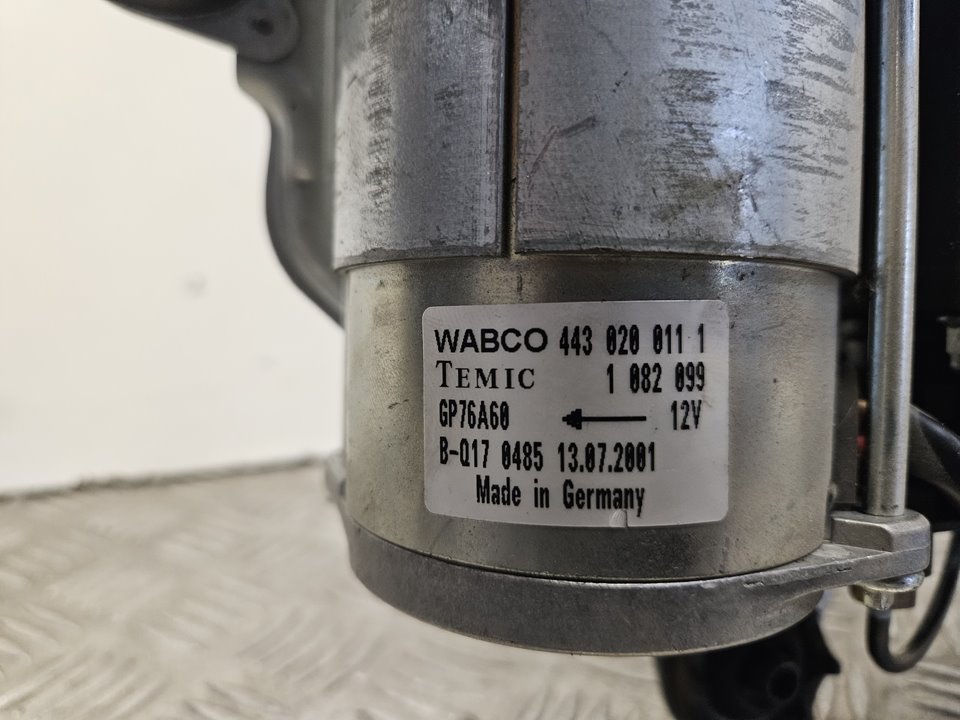 WABCO 443 020 011 1
TEMIC 1 082 099
GP76A60 12V
B-Q17 0485 13.07.2001
Made in Germany